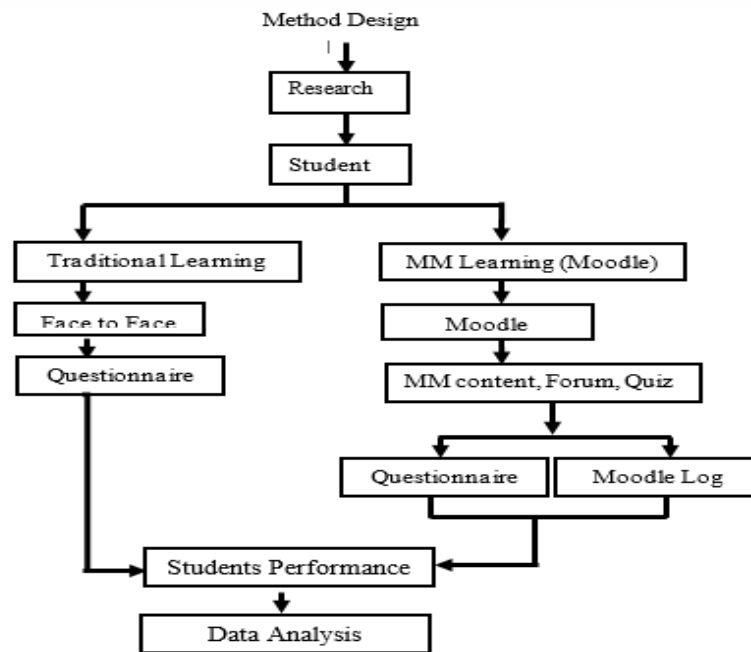 Method Design
Research
Student
Traditional Learning
MM Learning (Moodle)
Face to Face
Moodle
Questionnaire
MM content, Forum, Quiz
Questionnaire
Moodle Log
Students Performance
Data Analysis